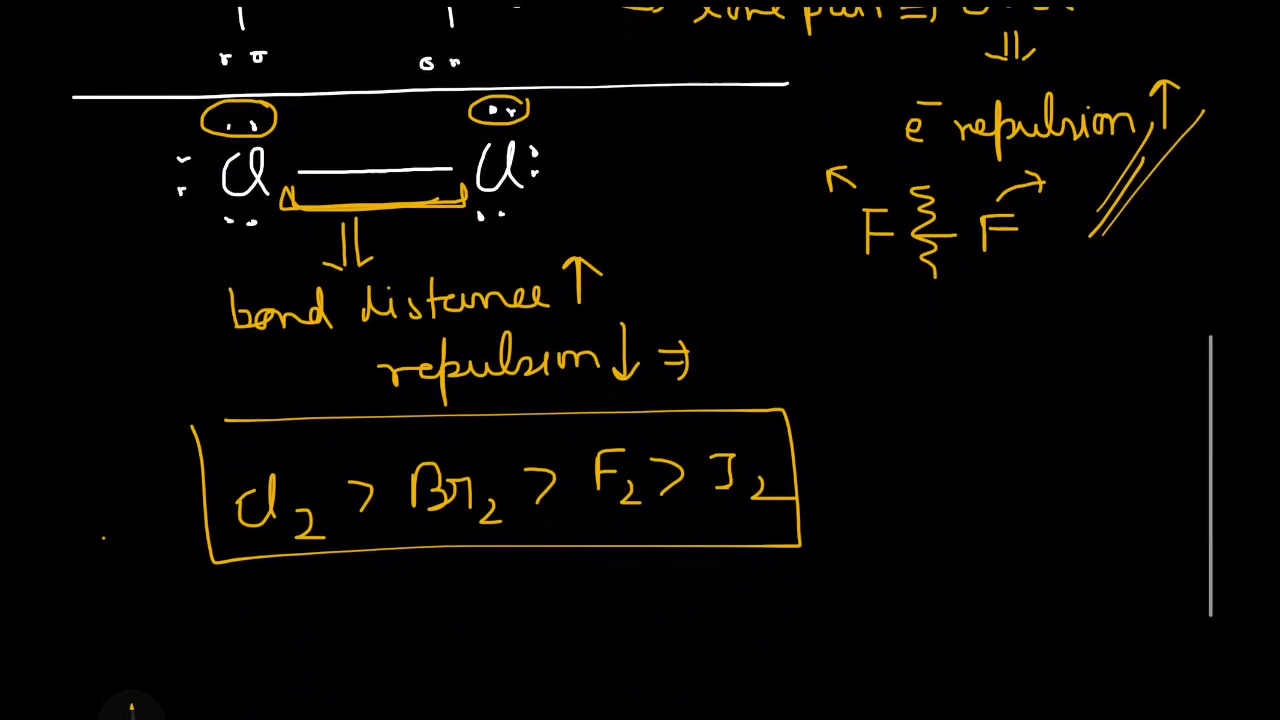 ⇓
e⁻ repulsion ↑
Cl — Cl
F F
⇓
bond distance ↑
repulsion ↓ ⇒
Cl₂ > Br₂ > F₂ > I₂